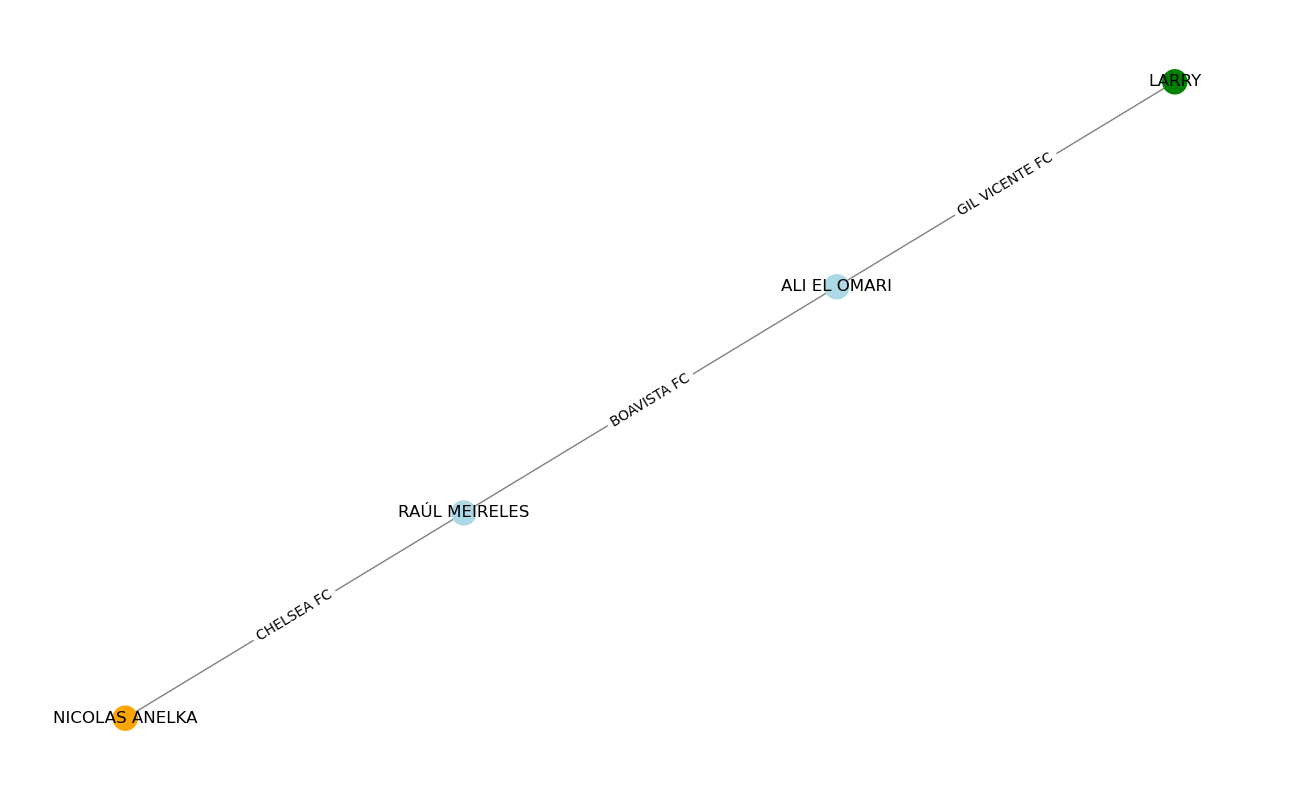 LARRY
GIL VICENTE FC
ALI EL OMARI
BOAVISTA FC
RAÚL MEIRELES
CHELSEA FC
NICOLAS ANELKA